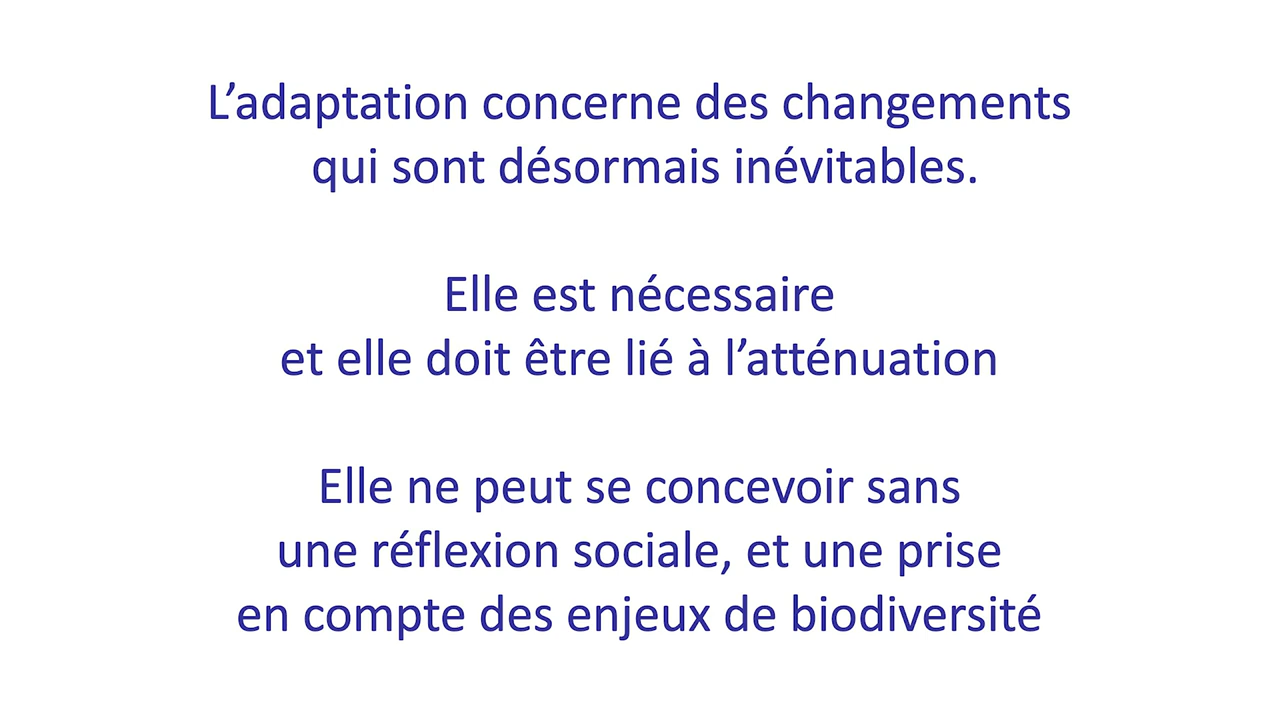 L’adaptation concerne des changements
qui sont désormais inévitables.
Elle est nécessaire
et elle doit être lié à l’atténuation
Elle ne peut se concevoir sans
une réflexion sociale, et une prise
en compte des enjeux de biodiversité